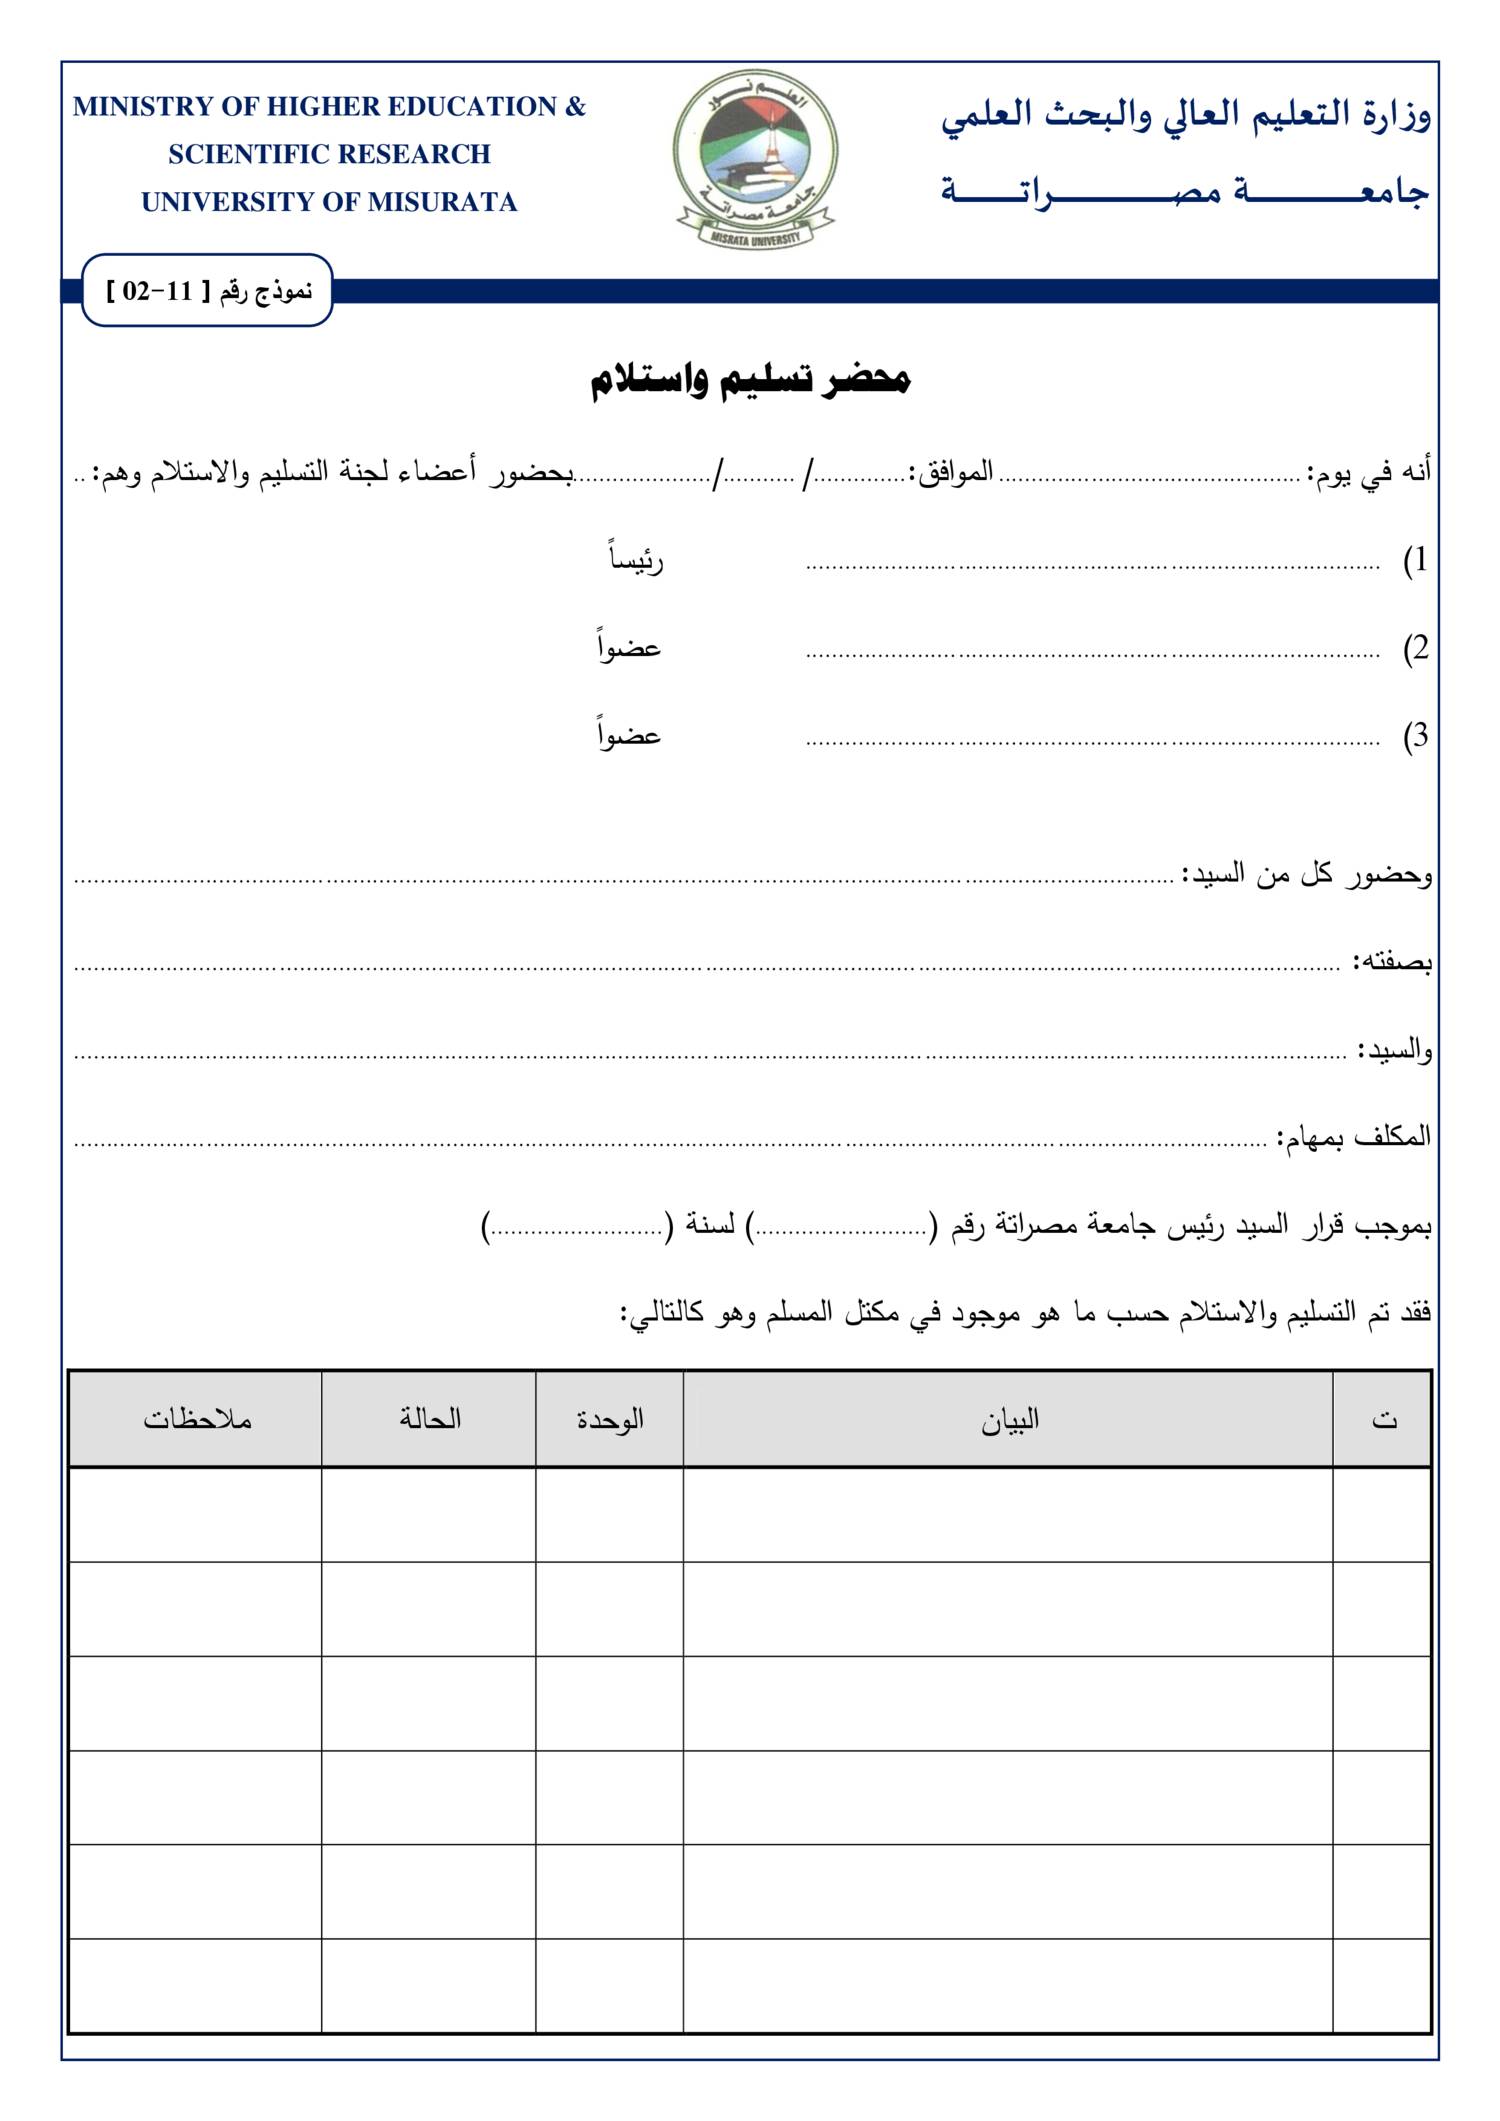 MINISTRY OF HIGHER EDUCATION &
SCIENTIFIC RESEARCH
UNIVERSITY OF MISURATA
وزارة التعليم العالي والبحث العلمي
جامعـــــــــــة مصــــــــــــراتـــــــة
العلم نور
جامعة مصراتة
MISRATA UNIVERSITY
نموذج رقم [ 11-02 ]
محضر تسليم واستلام
أنه في يوم: .............................................. الموافق:............../ .........../.....................بحضور أعضاء لجنة التسليم والاستلام وهم: ..
1) ........................................................................................ رئيساً
2) ........................................................................................ عضواً
3) ........................................................................................ عضواً
وحضور كل من السيد: ........................................................................................................................................................................
بصفته: ................................................................................................................................................................................................
والسيد: ................................................................................................................................................................................................
المكلف بمهام: ......................................................................................................................................................................................
بموجب قرار السيد رئيس جامعة مصراتة رقم (..........................) لسنة (..........................)
فقد تم التسليم والاستلام حسب ما هو موجود في مكتل المسلم وهو كالتالي:
ت البيان الوحدة الحالة ملاحظات